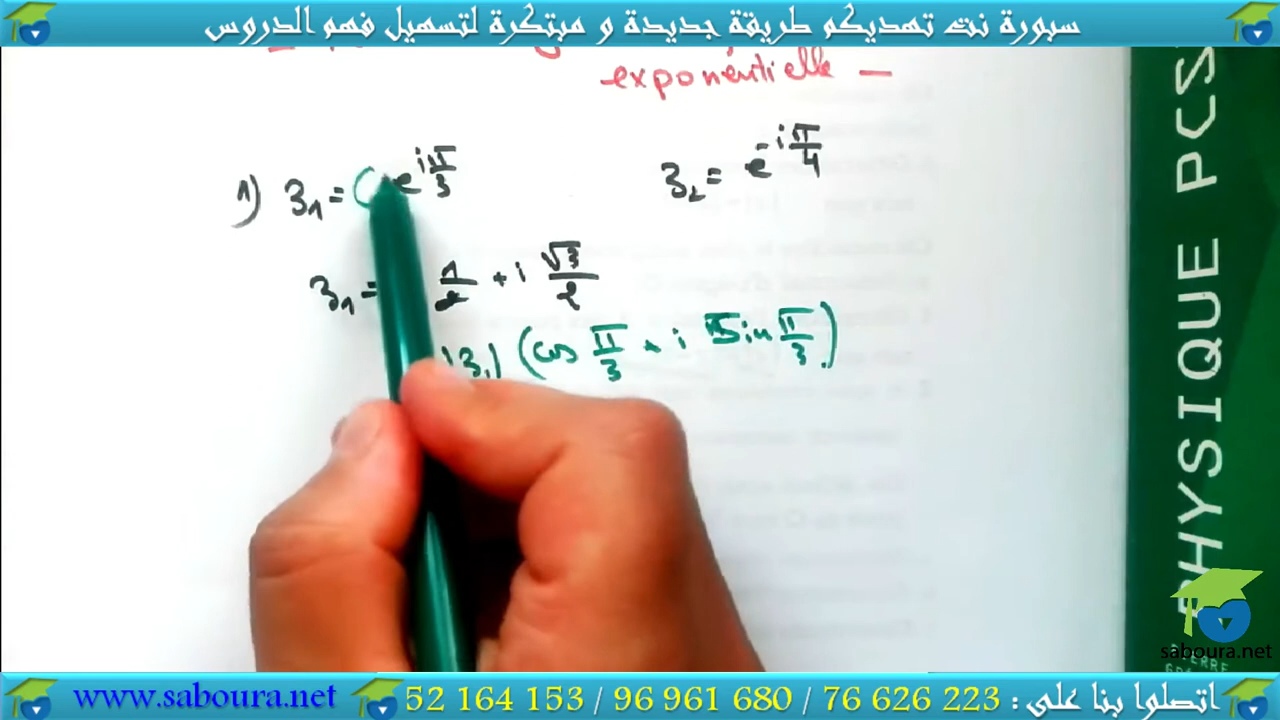 سبورة نت تهديكم طريقة جديدة و مبتكرة لتسهيل فهم الدروس
exponentielle —
1) z₁ = e^{iπ/3}
z₂ = e^{-iπ/4}
z₁ = 1/2 + i √3/2
|z₁| (cos π/3 + i sin π/3)
PHYSIQUE PCS
saboura.net
www.saboura.net
اتصلوا بنا على : 223 626 76 / 680 961 96 / 153 164 52